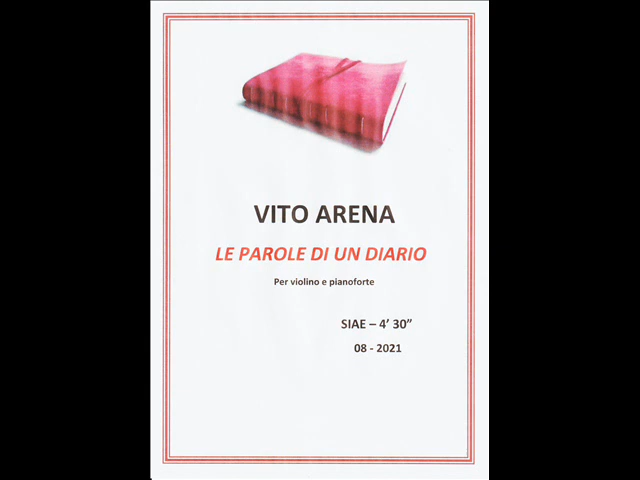 VITO ARENA
LE PAROLE DI UN DIARIO
Per violino e pianoforte
SIAE – 4’ 30”
08 - 2021